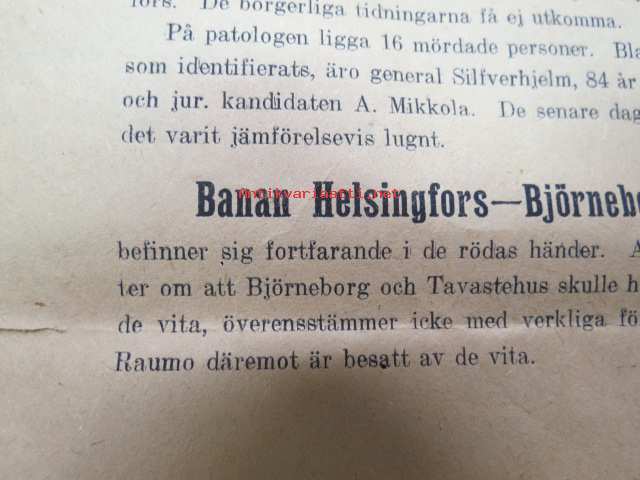 fors. De borgerliga tidningarna få ej utkomma.
På patologen ligga 16 mördade personer. Bla
som identifierats, äro general Silfverhjelm, 84 år
och jur. kandidaten A. Mikkola. De senare dag
det varit jämförelsevis lugnt.
Antikvariaatti.net
Banan Helsingfors—Björnebo
befinner sig fortfarande i de rödas händer. A
ter om att Björneborg och Tavastehus skulle h
de vita, överensstämmer icke med verkliga fö
Raumo däremot är besatt av de vita.